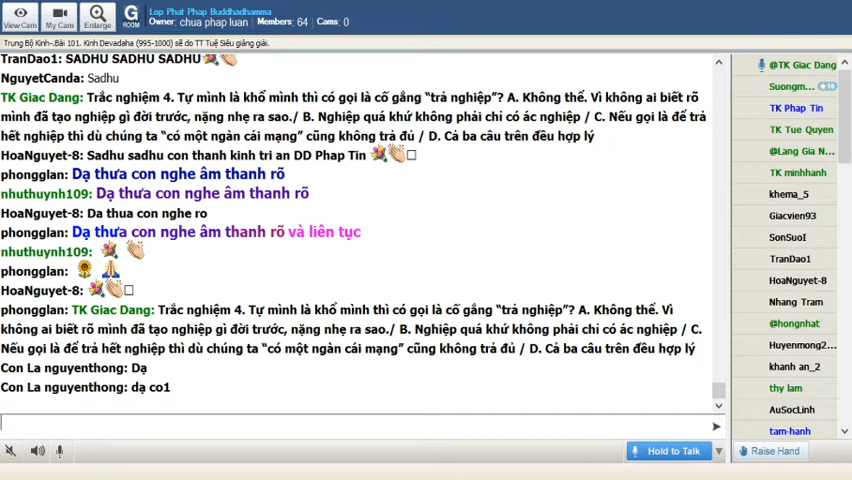 Lop Phat Phap Buddhadhamma
Owner: chua phap luan Members: 64 Cams: 0
View Cam My Cams Enlarge G ROOM
Trung Bộ Kinh-.Bài 101. Kinh Devadaha (995-1000) sẽ do TT Tuệ Siêu giảng giải.
TranDao1: SADHU SADHU SADHU
NguyetCanda: Sadhu
TK Giac Dang: Trắc nghiệm 4. Tự mình là khổ mình thì có gọi là cố gắng “trả nghiệp”? A. Không thể. Vì không ai biết rõ
mình đã tạo nghiệp gì đời trước, nặng nhẹ ra sao./ B. Nghiệp quá khứ không phải chỉ có ác nghiệp / C. Nếu gọi là để trả
hết nghiệp thì dù chúng ta “có một ngàn cái mạng” cũng không trả đủ / D. Cả ba câu trên đều hợp lý
HoaNguyet-8: Sadhu sadhu con thanh kinh tri an DD Phap Tin
phongglan: Dạ thưa con nghe âm thanh rõ
nhuthuynh109: Dạ thưa con nghe âm thanh rõ
HoaNguyet-8: Da thua con nghe ro
phongglan: Dạ thưa con nghe âm thanh rõ và liên tục
nhuthuynh109:
phongglan:
HoaNguyet-8:
phongglan: TK Giac Dang: Trắc nghiệm 4. Tự mình là khổ mình thì có gọi là cố gắng “trả nghiệp”? A. Không thể. Vì
không ai biết rõ mình đã tạo nghiệp gì đời trước, nặng nhẹ ra sao./ B. Nghiệp quá khứ không phải chỉ có ác nghiệp / C.
Nếu gọi là để trả hết nghiệp thì dù chúng ta “có một ngàn cái mạng” cũng không trả đủ / D. Cả ba câu trên đều hợp lý
Con La nguyenthong: Dạ
Con La nguyenthong: dạ co1
Hold to Talk
@TK Giac Dang
Suongm... ★10
TK Phap Tin
TK Tue Quyen
@Lang Gia N...
TK minhhanh
khema_5
Giacvien93
SonSuoI
TranDao1
HoaNguyet-8
Nhang Tram
@hongnhat
Huyenmong2...
khanh an_2
thy lam
AuSocLinh
tam-hanh
Raise Hand